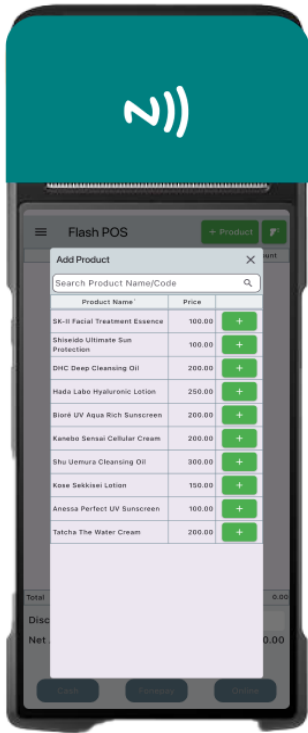 Flash POS
+ Product
Add Product
Search Product Name/Code
Product Name
Price
SK-II Facial Treatment Essence
100.00
+
Shiseido Ultimate Sun
Protection
100.00
+
DHC Deep Cleansing Oil
200.00
+
Hada Labo Hyaluronic Lotion
250.00
+
Bioré UV Aqua Rich Sunscreen
200.00
+
Kanebo Sensai Cellular Cream
200.00
+
Shu Uemura Cleansing Oil
300.00
+
Kose Sekkisei Lotion
150.00
+
Anessa Perfect UV Sunscreen
100.00
+
Tatcha The Water Cream
200.00
+
Total
0.00
Disc
Net
0.00
Cash
Online